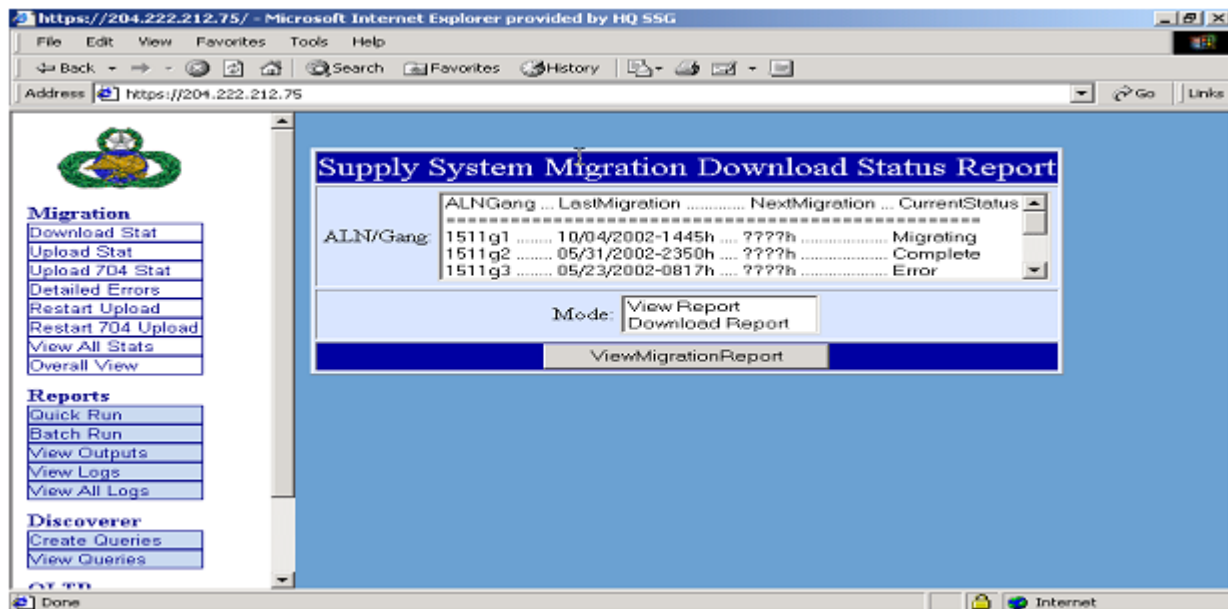 https://204.222.212.75/ - Microsoft Internet Explorer provided by HQ SSG
File Edit View Favorites Tools Help
Back Search Favorites History
Address https://204.222.212.75 Go Links
Migration
Download Stat
Upload Stat
Upload 704 Stat
Detailed Errors
Restart Upload
Restart 704 Upload
View All Stats
Overall View
Reports
Quick Run
Batch Run
View Outputs
View Logs
View All Logs
Discoverer
Create Queries
View Queries
Supply System Migration Download Status Report
ALN/Gang:
ALNGang ... LastMigration ............ NextMigration ... CurrentStatus
==================================================
1511g1 ........ 10/04/2002-1445h .... ????h ................... Migrating
1511g2 ........ 05/31/2002-2350h .... ????h ................... Complete
1511g3 ........ 05/23/2002-0817h .... ????h ................... Error
Mode:
View Report
Download Report
ViewMigrationReport
Done Internet